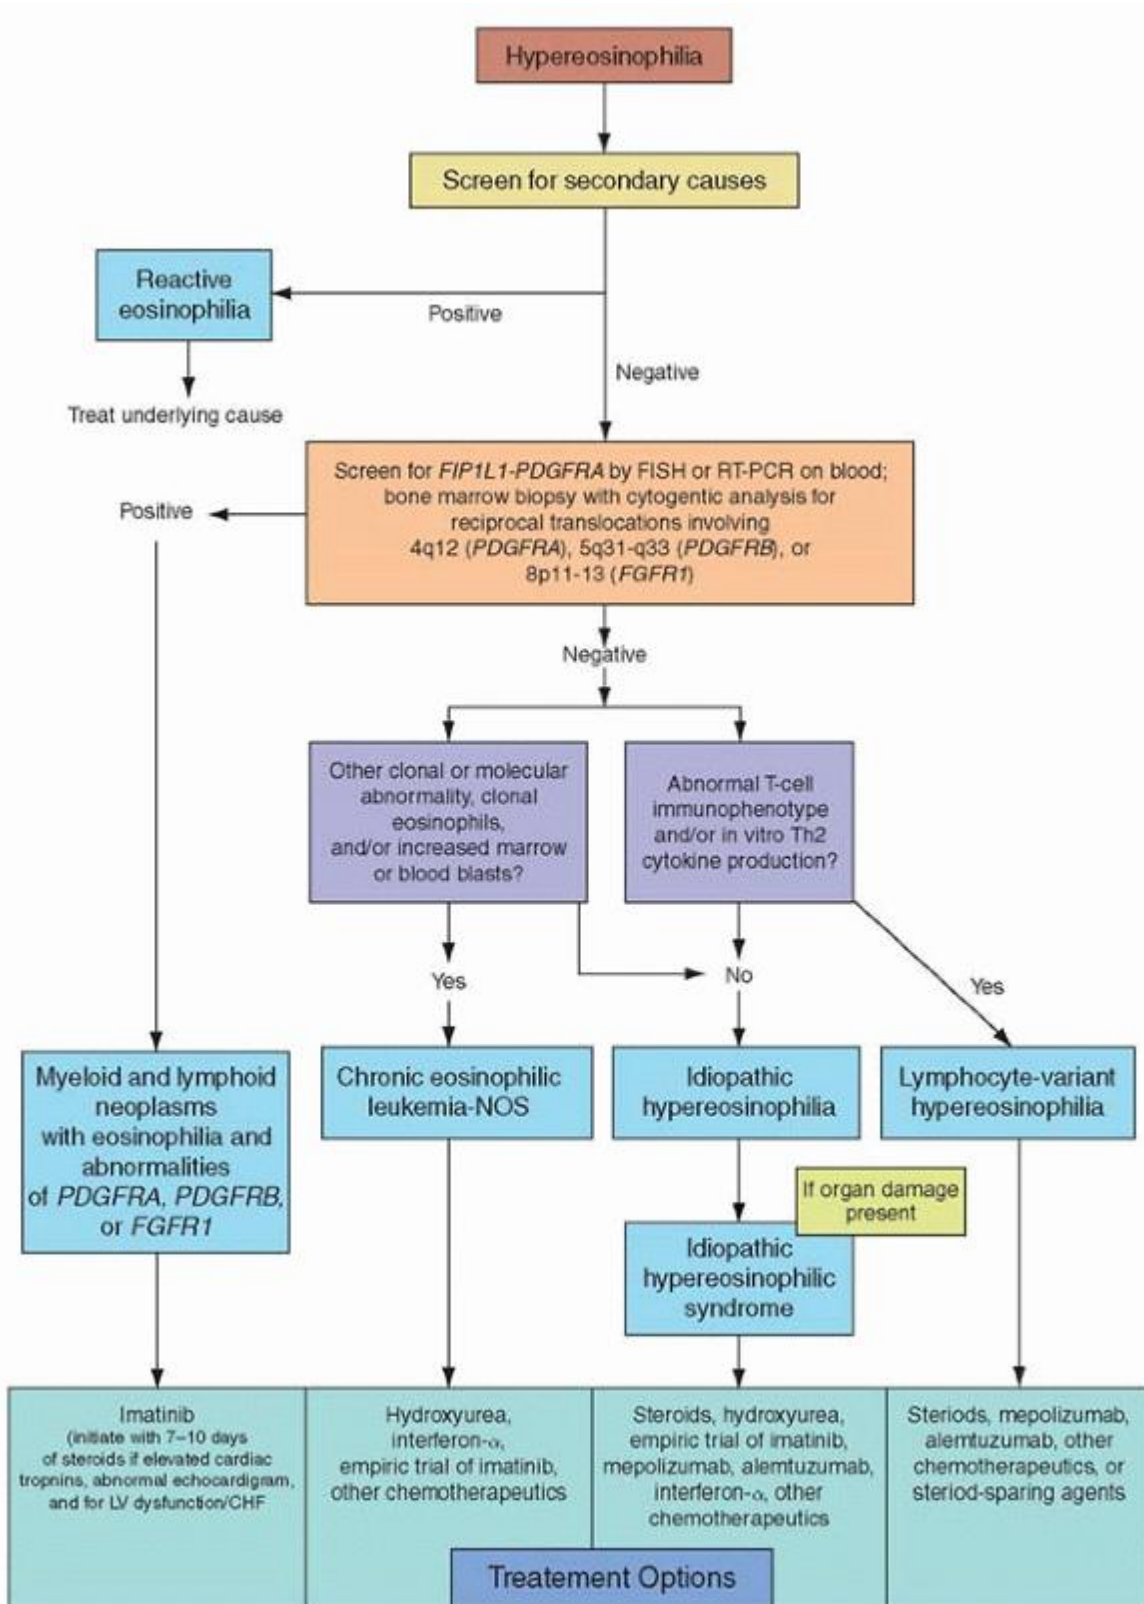 Hypereosinophilia
Screen for secondary causes
Reactive
eosinophilia
Positive
Negative
Treat underlying cause
Screen for FIP1L1-PDGFRA by FISH or RT-PCR on blood;
bone marrow biopsy with cytogentic analysis for
reciprocal translocations involving
4q12 (PDGFRA), 5q31-q33 (PDGFRB), or
8p11-13 (FGFR1)
Positive
Negative
Other clonal or molecular
abnormality, clonal
eosinophils,
and/or increased marrow
or blood blasts?
Abnormal T-cell
immunophenotype
and/or in vitro Th2
cytokine production?
Yes
No
Yes
Myeloid and lymphoid
neoplasms
with eosinophilia and
abnormalities
of PDGFRA, PDGFRB,
or FGFR1
Chronic eosinophilic
leukemia-NOS
Idiopathic
hypereosinophilia
Lymphocyte-variant
hypereosinophilia
If organ damage
present
Idiopathic
hypereosinophilic
syndrome
Imatinib
(initiate with 7–10 days
of steroids if elevated cardiac
tropnins, abnormal echocardigram,
and for LV dysfunction/CHF
Hydroxyurea,
interferon-α,
empiric trial of imatinib,
other chemotherapeutics
Steroids, hydroxyurea,
empiric trial of imatinib,
mepolizumab, alemtuzumab,
interferon-α, other
chemotherapeutics
Steriods, mepolizumab,
alemtuzumab, other
chemotherapeutics, or
steriod-sparing agents
Treatement Options